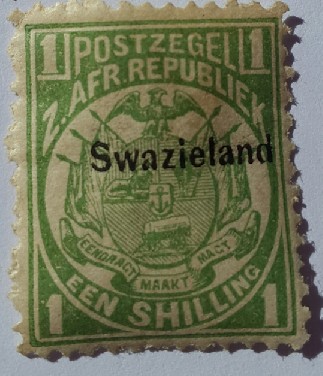 1 POSTZEGEL 1
Z. AFR. REPUBLIEK
Swazieland
EENDRAGT MAAKT MAGT
1 EEN SHILLING 1